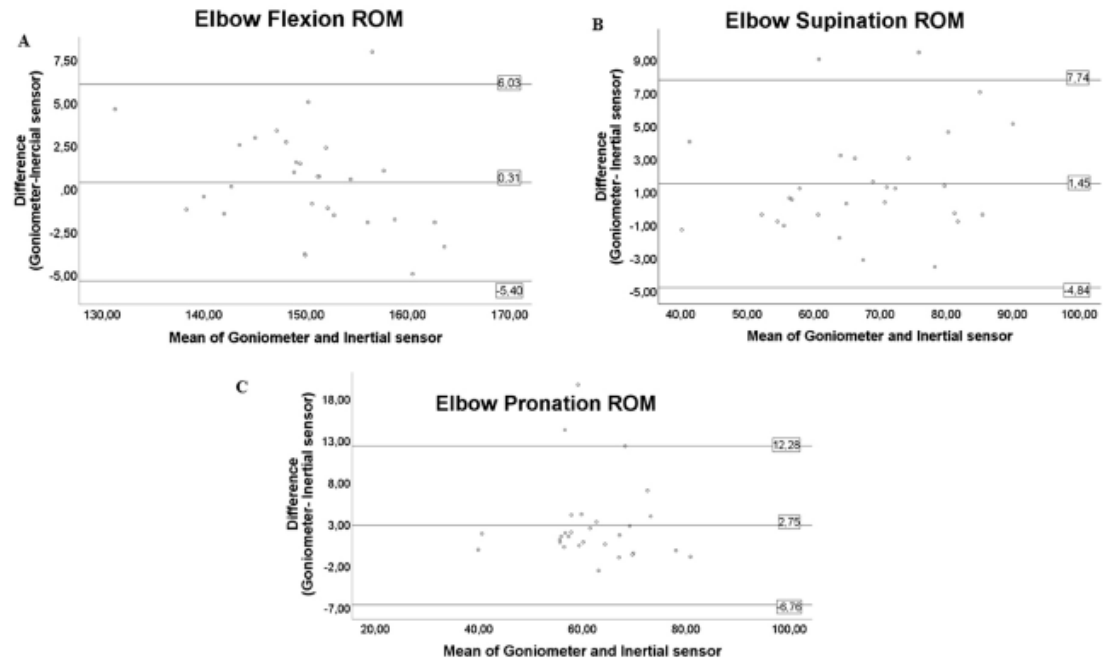 A
Elbow Flexion ROM
Difference
(Goniometer-Inercial sensor)
7,50
5,00
2,50
,00
-2,50
-5,00
6,03
0,31
-5,40
130,00 140,00 150,00 160,00 170,00
Mean of Goniometer and Inertial sensor
B
Elbow Supination ROM
Difference
(Goniometer- Inertial sensor)
9,00
7,00
5,00
3,00
1,00
-1,00
-3,00
-5,00
7,74
1,45
-4,84
40,00 50,00 60,00 70,00 80,00 90,00 100,00
Mean of Goniometer and Inertial sensor
C
Elbow Pronation ROM
Difference
(Goniometer- Inertial sensor)
18,00
13,00
8,00
3,00
-2,00
-7,00
12,28
2,75
-6,76
20,00 40,00 60,00 80,00 100,00
Mean of Goniometer and Inertial sensor